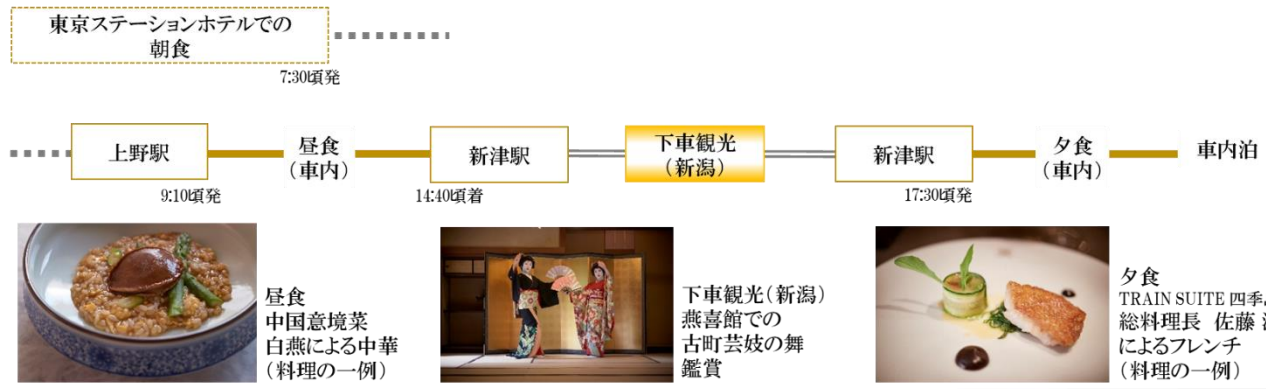 東京ステーションホテルでの
朝食
7:30頃発
上野駅
昼食
(車内)
新津駅
下車観光
(新潟)
新津駅
夕食
(車内)
車内泊
9:10頃発
14:40頃着
17:30頃発
昼食
中国意境菜
白燕による中華
(料理の一例)
下車観光(新潟)
燕喜館での
古町芸妓の舞
鑑賞
夕食
TRAIN SUITE 四季
総料理長 佐藤
によるフレンチ
(料理の一例)